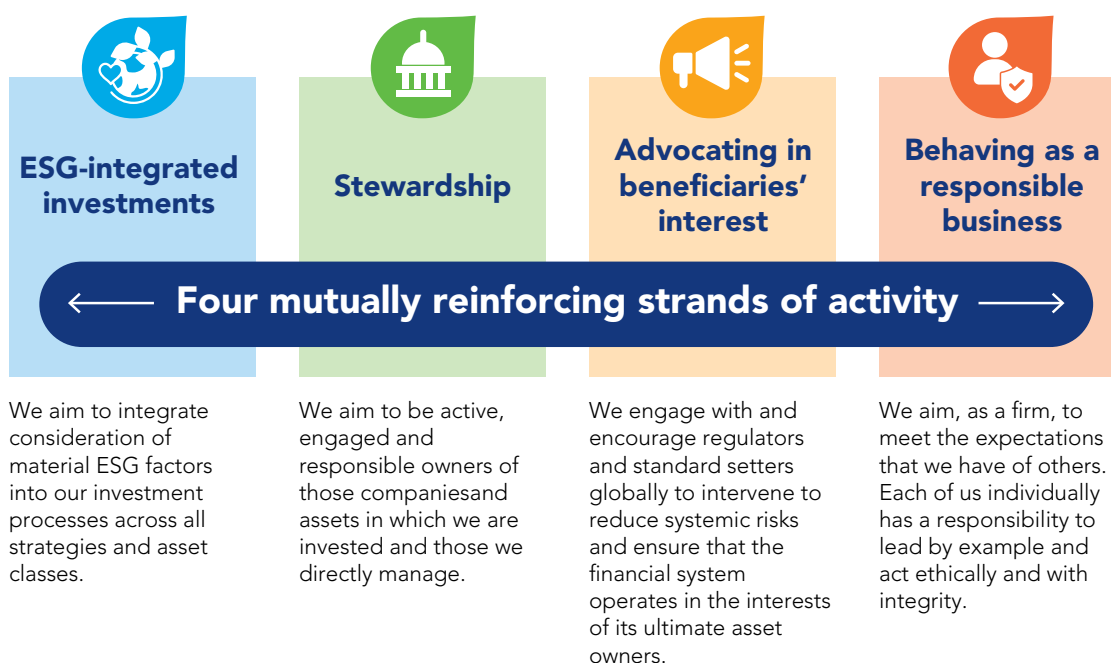 ESG-integrated
investments
Stewardship
Advocating in
beneficiaries’
interest
Behaving as a
responsible
business
Four mutually reinforcing strands of activity
We aim to integrate
consideration of
material ESG factors
into our investment
processes across all
strategies and asset
classes.
We aim to be active,
engaged and
responsible owners of
those companiesand
assets in which we are
invested and those we
directly manage.
We engage with and
encourage regulators
and standard setters
globally to intervene to
reduce systemic risks
and ensure that the
financial system
operates in the interests
of its ultimate asset
owners.
We aim, as a firm, to
meet the expectations
that we have of others.
Each of us individually
has a responsibility to
lead by example and
act ethically and with
integrity.